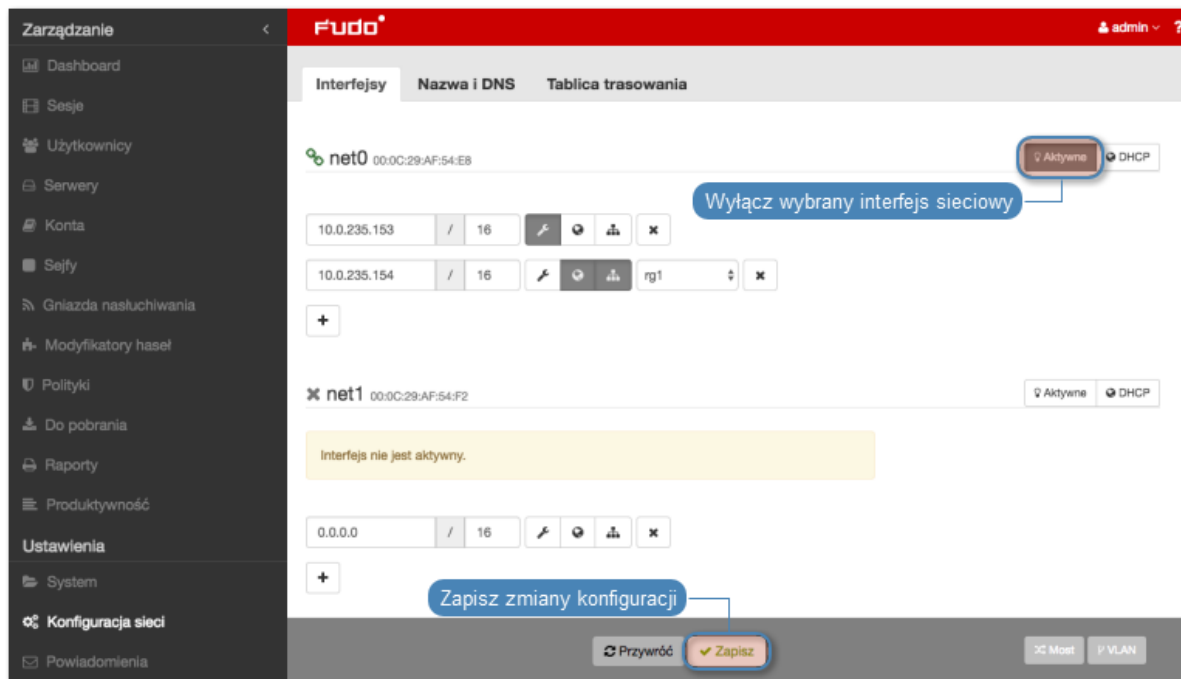 Zarządzanie
Fudo
admin
?
Dashboard
Sesje
Użytkownicy
Serwery
Konta
Sejfy
Gniazda nasłuchiwania
Modyfikatory haseł
Polityki
Do pobrania
Raporty
Produktywność
Ustawienia
System
Konfiguracja sieci
Powiadomienia
Interfejsy Nazwa i DNS Tablica trasowania
net0 00:0C:29:AF:54:E8 Aktywne DHCP
Wyłącz wybrany interfejs sieciowy
10.0.235.153 / 16
10.0.235.154 / 16 rg1
+
net1 00:0C:29:AF:54:F2 Aktywne DHCP
Interfejs nie jest aktywny.
0.0.0.0 / 16
+
Zapisz zmiany konfiguracji
Przywróć Zapisz Most VLAN